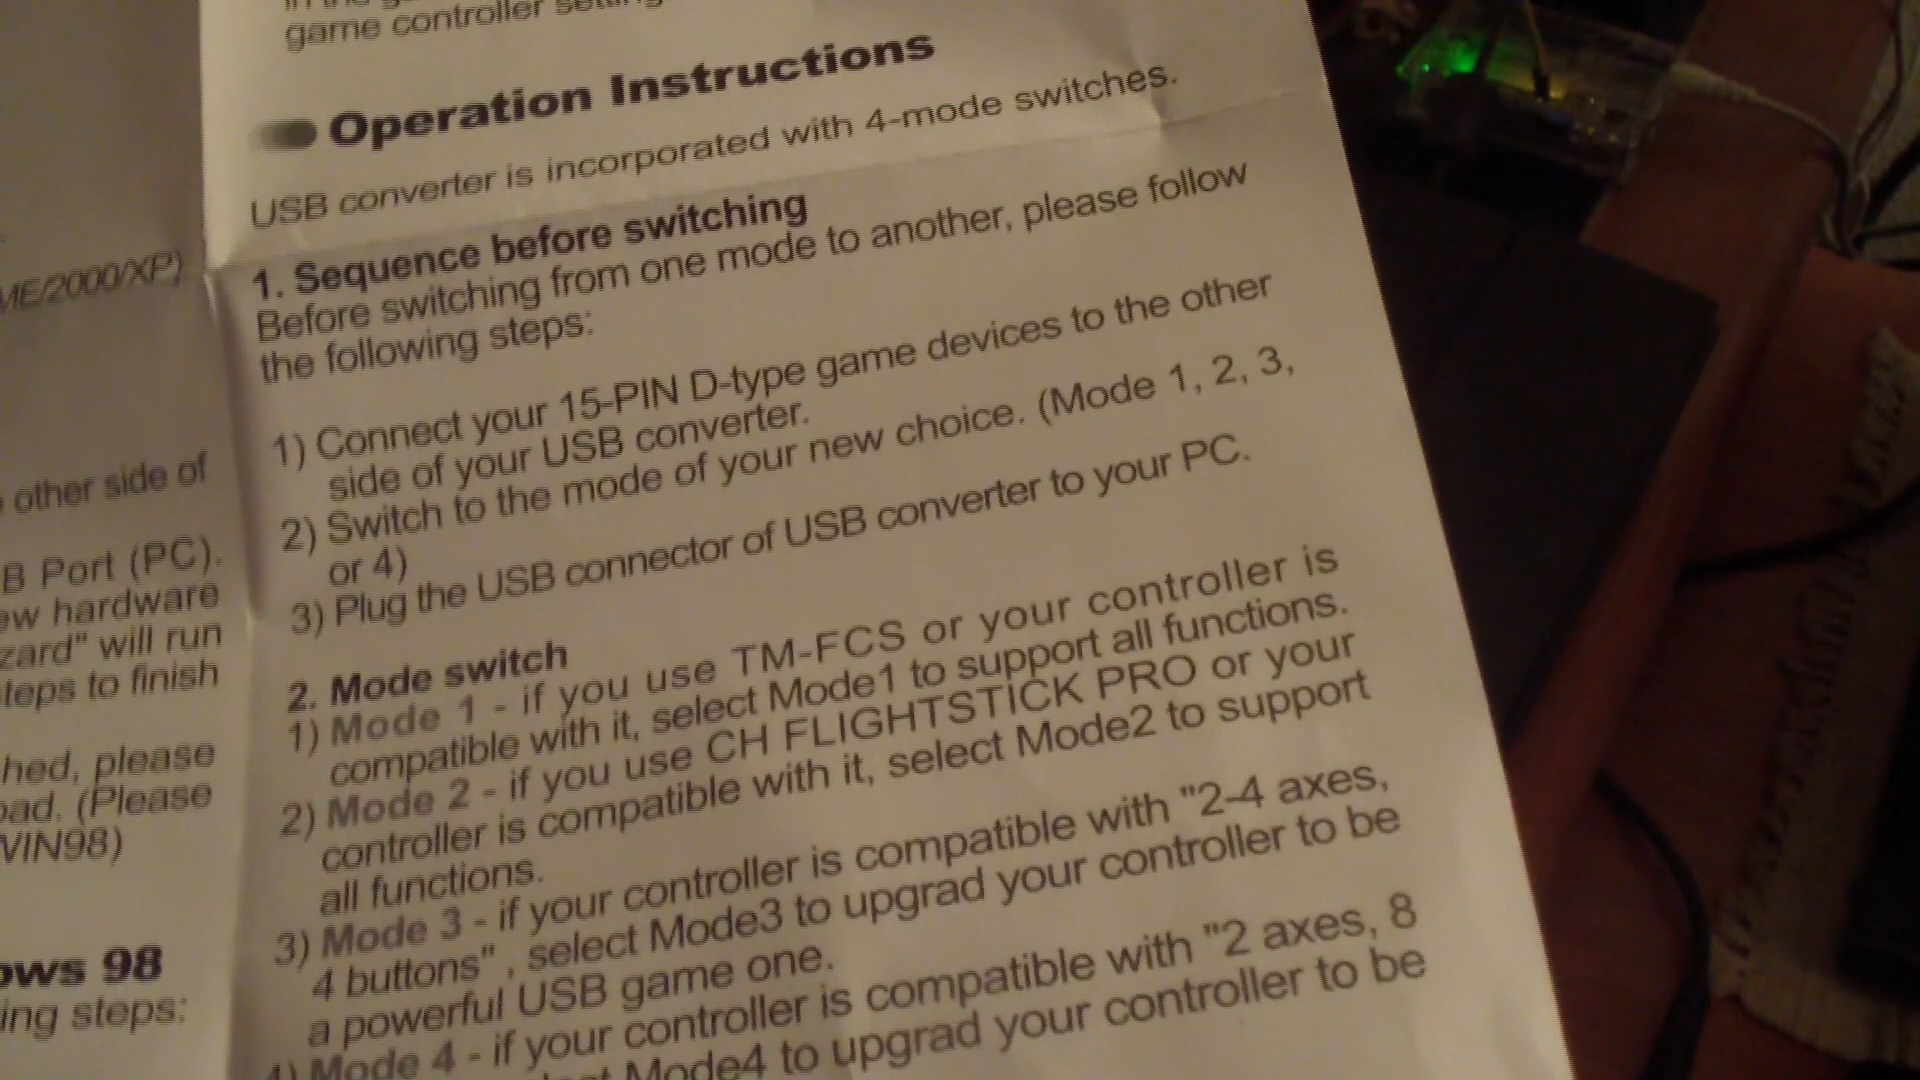 game controller setting
Operation Instructions
USB converter is incorporated with 4-mode switches.
1. Sequence before switching
Before switching from one mode to another, please follow
the following steps:
1) Connect your 15-PIN D-type game devices to the other
side of your USB converter.
2) Switch to the mode of your new choice. (Mode 1, 2, 3,
or 4)
3) Plug the USB connector of USB converter to your PC.
2. Mode switch
1) Mode 1 - if you use TM-FCS or your controller is
compatible with it, select Mode1 to support all functions.
2) Mode 2 - if you use CH FLIGHTSTICK PRO or your
controller is compatible with it, select Mode2 to support
all functions.
3) Mode 3 - if your controller is compatible with "2-4 axes,
4 buttons" , select Mode3 to upgrad your controller to be
a powerful USB game one.
4) Mode 4 - if your controller is compatible with "2 axes, 8
Mode4 to upgrad your controller to be
ME/2000/XP)
other side of
B Port (PC).
hardware
will run
steps to finish
please
(Please
WIN98)
98
steps: